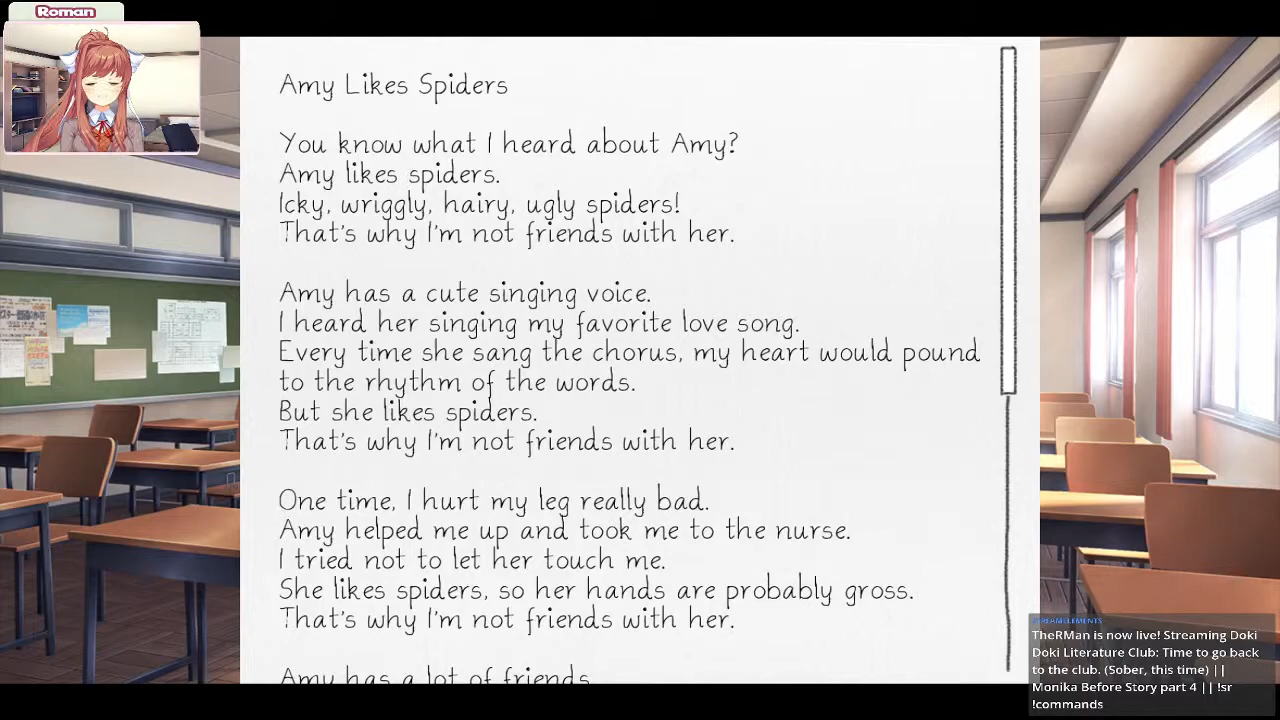 Roman
Amy Likes Spiders
You know what I heard about Amy?
Amy likes spiders.
Icky, wriggly, hairy, ugly spiders!
That's why I'm not friends with her.
Amy has a cute singing voice.
I heard her singing my favorite love song.
Every time she sang the chorus, my heart would pound
to the rhythm of the words.
But she likes spiders.
That's why I'm not friends with her.
One time, I hurt my leg really bad.
Amy helped me up and took me to the nurse.
I tried not to let her touch me.
She likes spiders, so her hands are probably gross.
That's why I'm not friends with her.
Amy has a lot of friends.
STREAMELEMENTS
TheRMan is now live! Streaming Doki
Doki Literature Club: Time to go back
to the club. (Sober, this time) ||
Monika Before Story part 4 || !sr
!commands